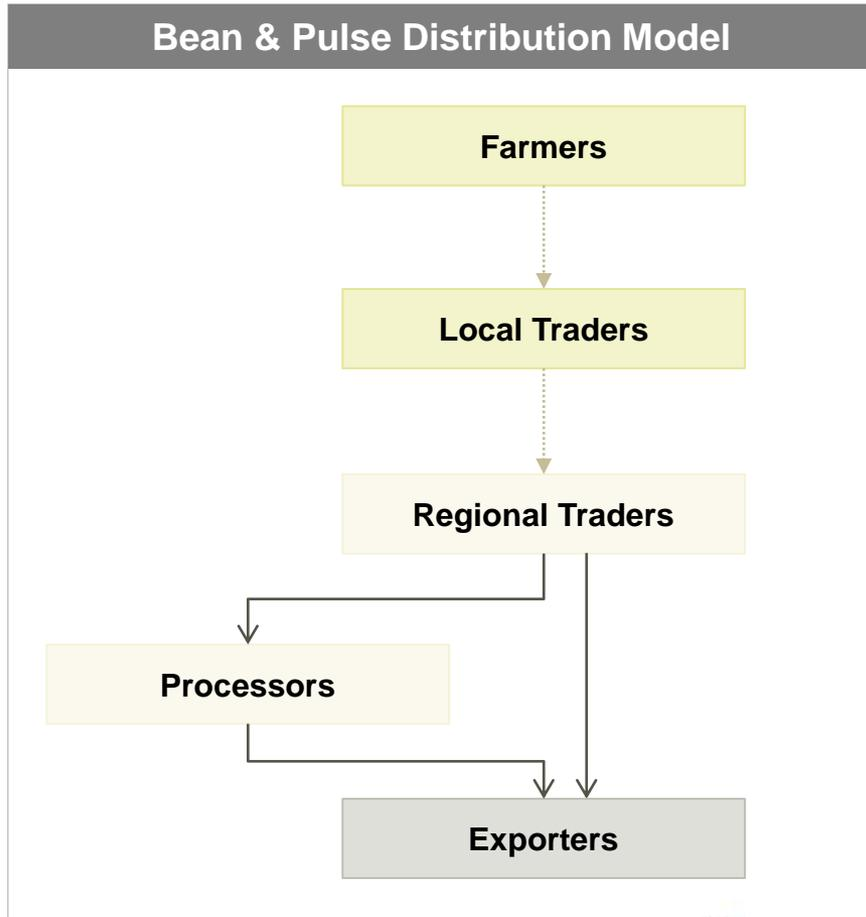 Bean & Pulse Distribution Model
Farmers
Local Traders
Regional Traders
Processors
Exporters